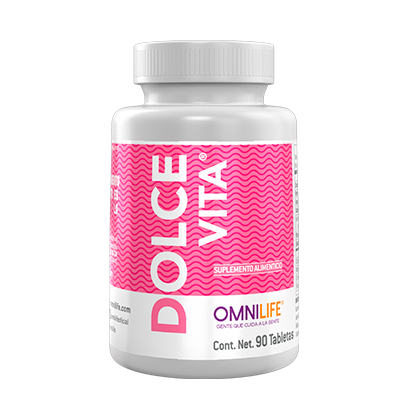 DOLCE
VITA®
SUPLEMENTO ALIMENTICIO
OMNILIFE®
GENTE QUE CUIDA A LA GENTE
Cont. Net. 90 Tabletas